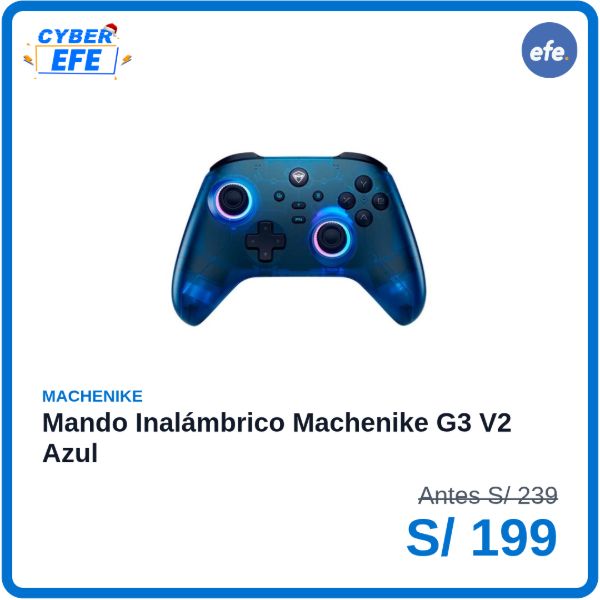 CYBER
EFE
efe.
MACHENIKE
Mando Inalámbrico Machenike G3 V2
Azul
Antes S/ 239
S/ 199